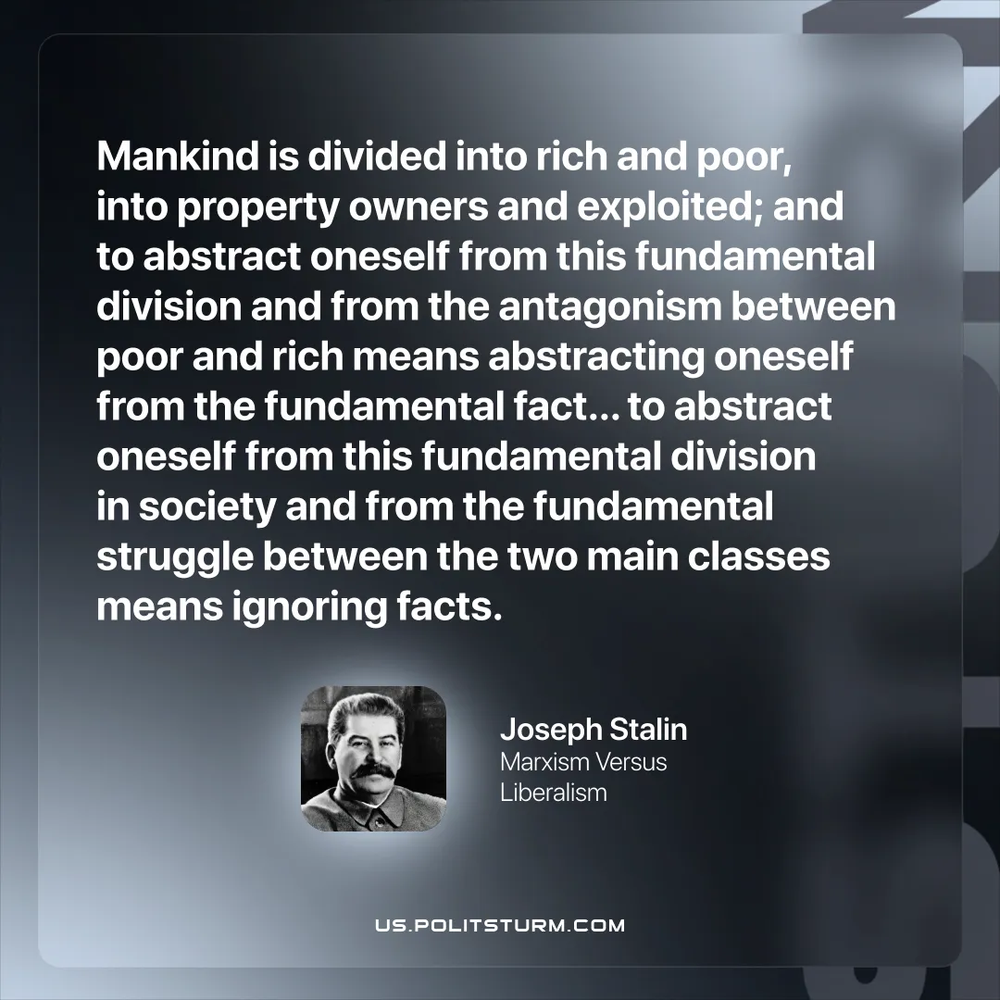 Mankind is divided into rich and poor,
into property owners and exploited; and
to abstract oneself from this fundamental
division and from the antagonism between
poor and rich means abstracting oneself
from the fundamental fact... to abstract
oneself from this fundamental division
in society and from the fundamental
struggle between the two main classes
means ignoring facts.
Joseph Stalin
Marxism Versus
Liberalism
US.POLITSTURM.COM